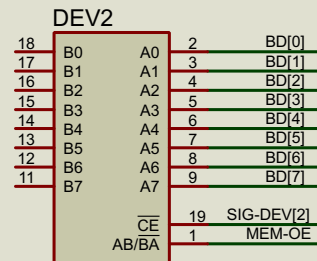 DEV2
18 B0 A0 2 BD[0]
17 B1 A1 3 BD[1]
16 B2 A2 4 BD[2]
15 B3 A3 5 BD[3]
14 B4 A4 6 BD[4]
13 B5 A5 7 BD[5]
12 B6 A6 8 BD[6]
11 B7 A7 9 BD[7]
C̅E̅ 19 SIG-DEV[2]
AB/B̅A̅ 1 MEM-OE